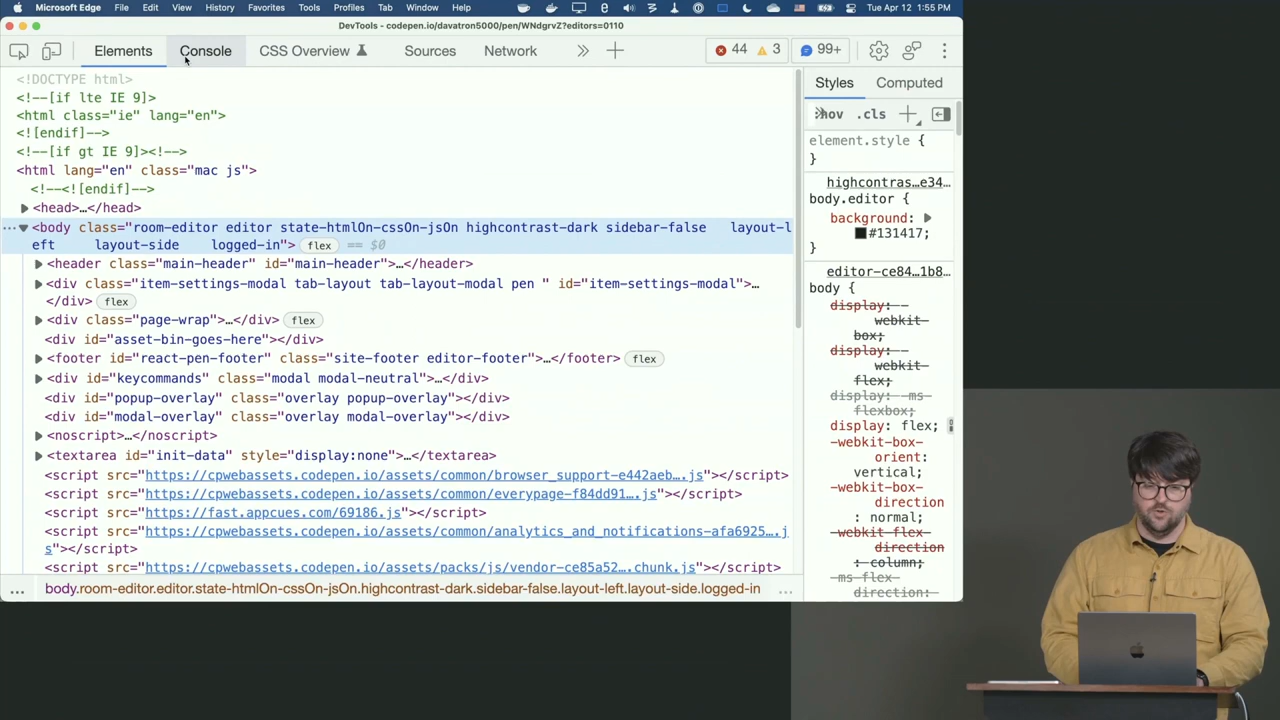 Microsoft Edge File Edit View History Favorites Tools Profiles Tab Window Help Tue Apr 12 1:55 PM
DevTools - codepen.io/davatron5000/pen/WNdgrvZ?editors=0110
Elements Console CSS Overview Sources Network 44 3 99+
<!DOCTYPE html>
<!--[if lte IE 9]>
<html class="ie" lang="en">
<![endif]-->
<!--[if gt IE 9]><!-->
<html lang="en" class="mac js">
<!--<![endif]-->
<head>…</head>
<body class="room-editor editor state-htmlOn-cssOn-jsOn highcontrast-dark sidebar-false layout-l
eft layout-side logged-in"> flex == $0
<header class="main-header" id="main-header">…</header>
<div class="item-settings-modal tab-layout tab-layout-modal pen " id="item-settings-modal">…
</div> flex
<div class="page-wrap">…</div> flex
<div id="asset-bin-goes-here"></div>
<footer id="react-pen-footer" class="site-footer editor-footer">…</footer> flex
<div id="keycommands" class="modal modal-neutral">…</div>
<div id="popup-overlay" class="overlay popup-overlay"></div>
<div id="modal-overlay" class="overlay modal-overlay"></div>
<noscript>…</noscript>
<textarea id="init-data" style="display:none">…</textarea>
<script src="https://cpwebassets.codepen.io/assets/common/browser_support-e442aeb….js"></script>
<script src="https://cpwebassets.codepen.io/assets/common/everypage-f84dd91….js"></script>
<script src="https://fast.appcues.com/69186.js"></script>
<script src="https://cpwebassets.codepen.io/assets/common/analytics_and_notifications-afa6925….j
s"></script>
<script src="https://cpwebassets.codepen.io/assets/packs/js/vendor-ce85a52….chunk.js"></script>
… body.room-editor.editor.state-htmlOn-cssOn-jsOn.highcontrast-dark.sidebar-false.layout-left.layout-side.logged-in …
Styles Computed
:hov .cls
element.style {
}
highcontras…e34…
body.editor {
background:
#131417;
}
editor-ce84…1b8…
body {
display: -
webkit-
box;
display: -
webkit-
flex;
display: -ms-
flexbox;
display: flex;
-webkit-box-
orient:
vertical;
-webkit-box-
direction
: normal;
-webkit-flex-
direction
: column;
-ms-flex-
direction: